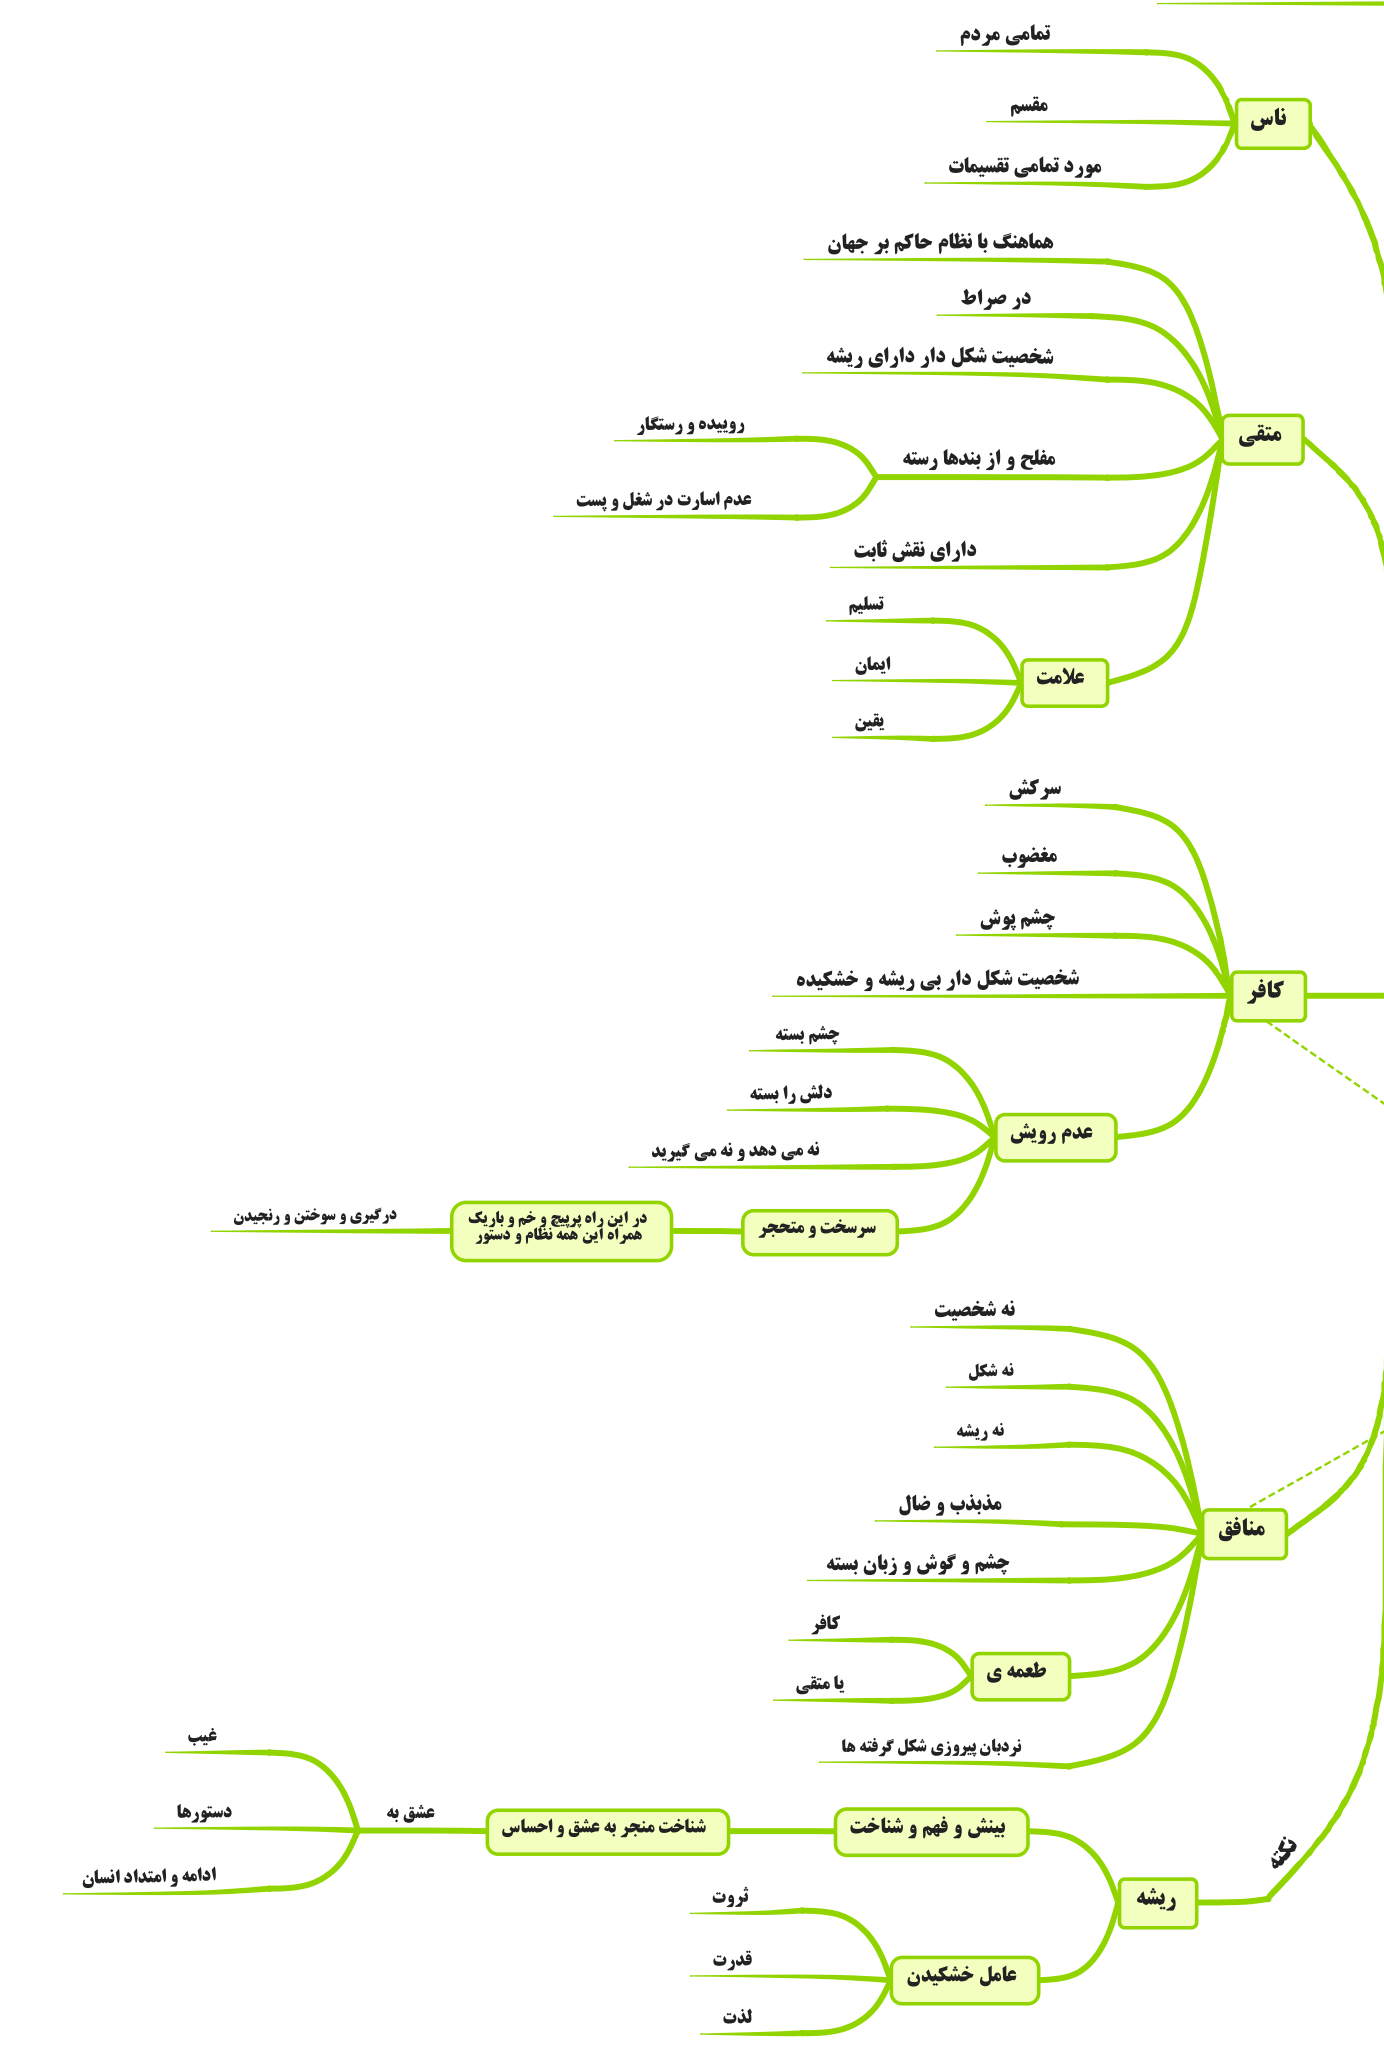 ناس
تمامی مردم
مقسم
مورد تمامی تقسیمات
متقی
هماهنگ با نظام حاکم بر جهان
در صراط
شخصیت شکل دار دارای ریشه
مفلح و از بندها رسته
روییده و رستگار
عدم اسارت در شغل و پست
دارای نقش ثابت
علامت
تسلیم
ایمان
یقین
کافر
سرکش
مغضوب
چشم پوش
شخصیت شکل دار بی ریشه و خشکیده
عدم رویش
چشم بسته
دلش را بسته
نه می دهد و نه می گیرید
سرسخت و متحجر
در این راه پرپیچ و خم و باریک
همراه این همه نظام و دستور
درگیری و سوختن و رنجیدن
منافق
نه شخصیت
نه شکل
نه ریشه
مذبذب و ضال
چشم و گوش و زبان بسته
طعمه ی
کافر
یا متقی
نردبان پیروزی شکل گرفته ها
نکته
ریشه
بینش و فهم و شناخت
شناخت منجر به عشق و احساس
عشق به
غیب
دستورها
ادامه و امتداد انسان
عامل خشکیدن
ثروت
قدرت
لذت